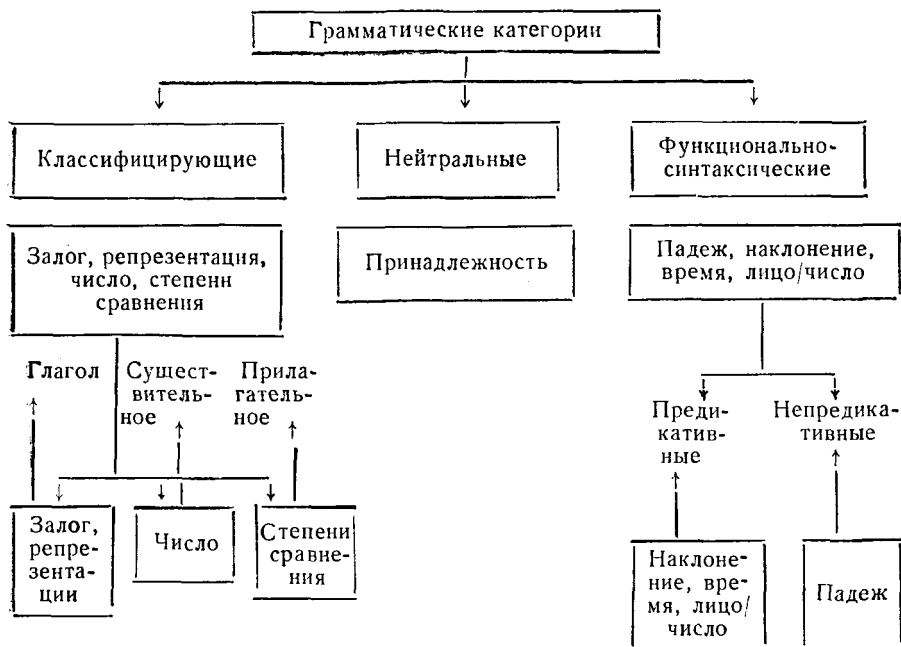 Грамматические категории
Классифицирующие
Нейтральные
Функционально-
синтаксические
Залог, репрезентация,
число, степени
сравнения
Принадлежность
Падеж, наклонение,
время, лицо/число
Глагол
Сущест-
витель
ное
Прила-
гатель-
ное
Преди-
катив-
ные
Непредика-
тивные
Залог,
репре-
зента-
ции
Число
Степени
сравне-
ния
Наклоне-
ние, вре-
мя, лицо/
число
Падеж